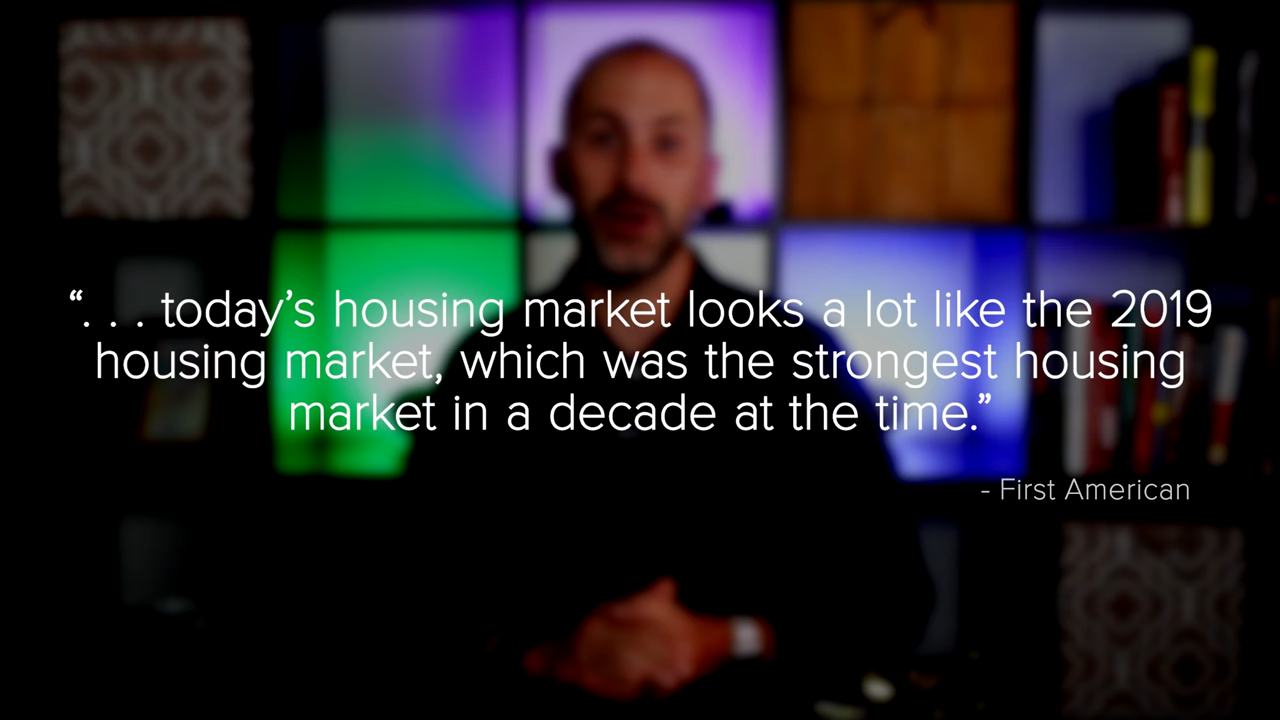 “. . . today’s housing market looks a lot like the 2019
housing market, which was the strongest housing
market in a decade at the time.”
- First American